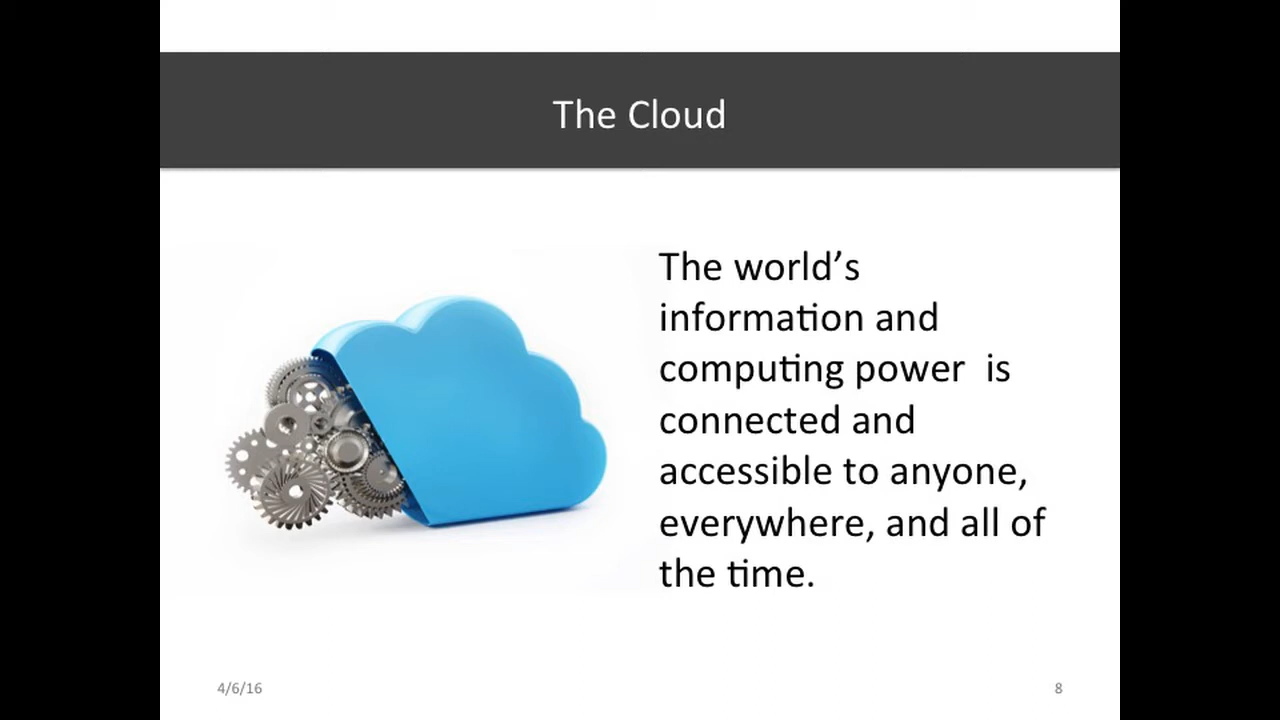 The Cloud
The world’s
information and
computing power  is
connected and
accessible to anyone,
everywhere, and all of
the time.
4/6/16
8